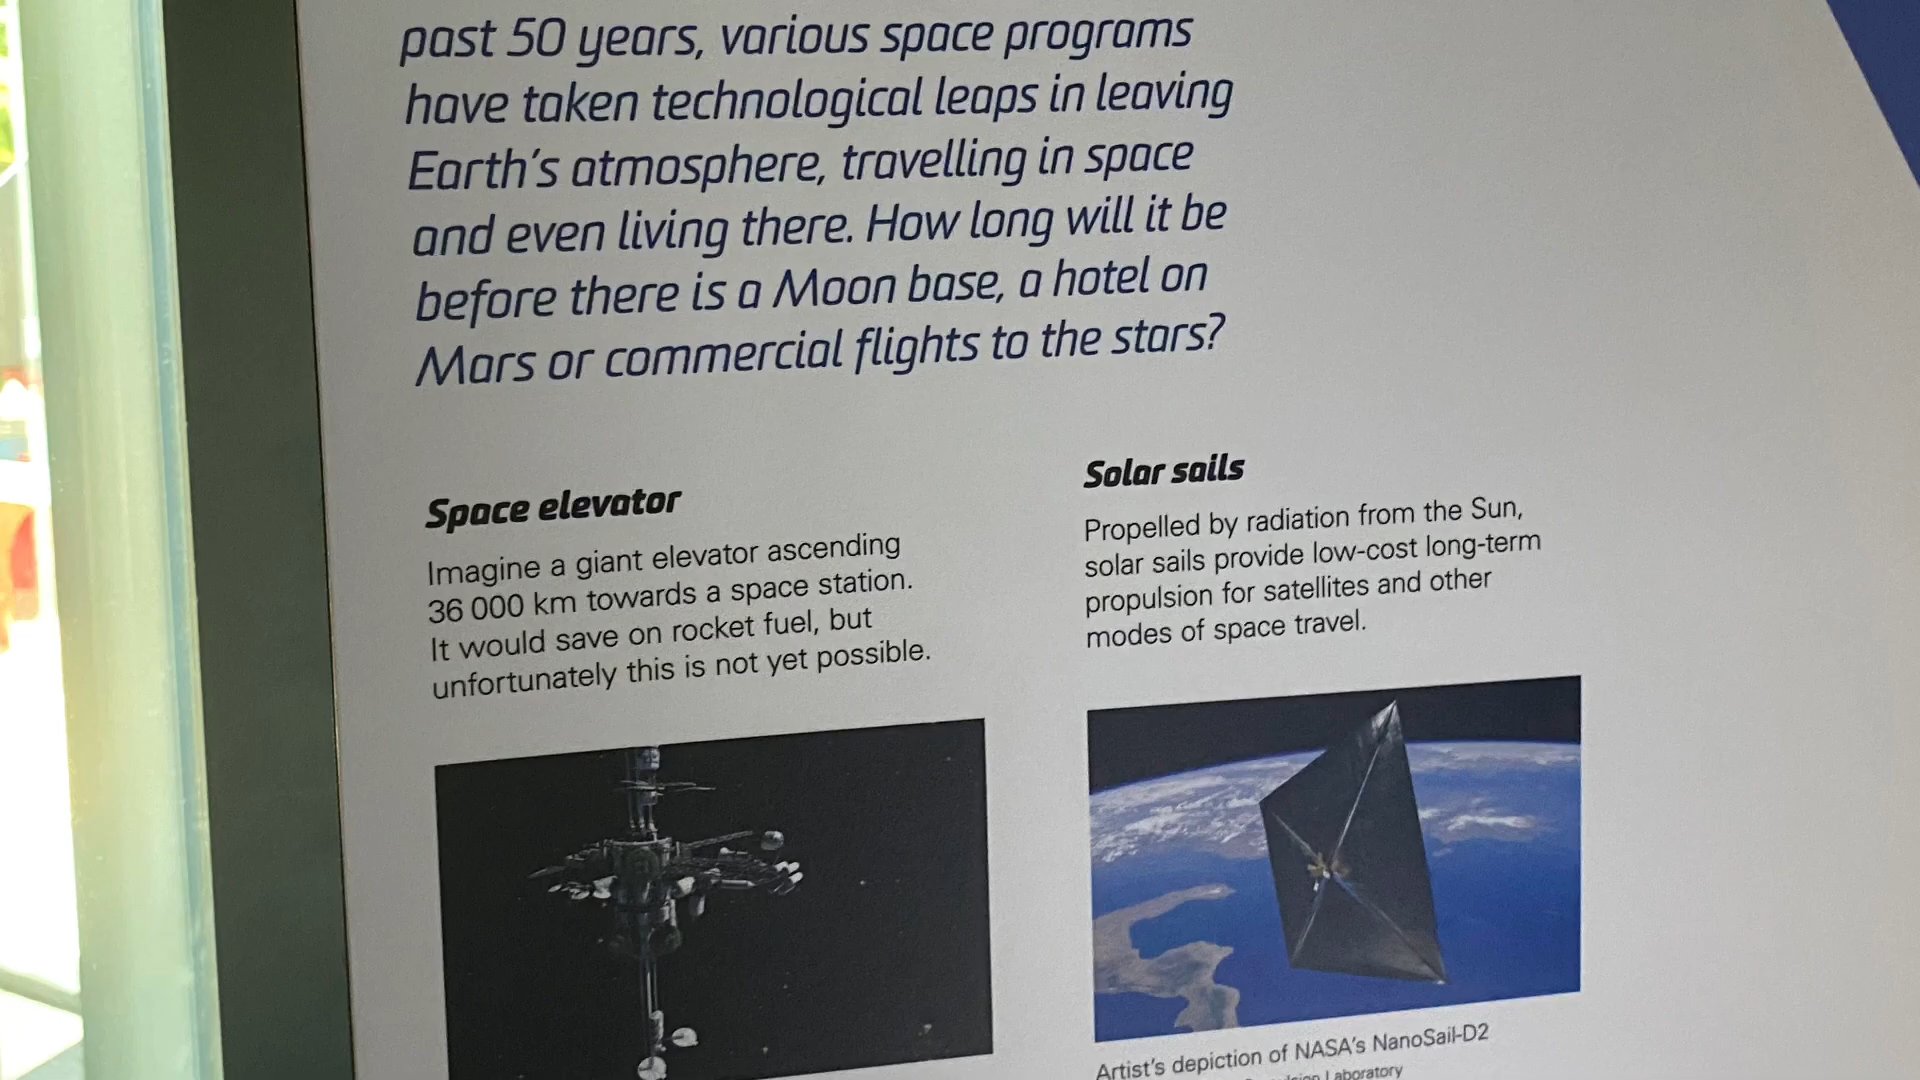 past 50 years, various space programs
have taken technological leaps in leaving
Earth's atmosphere, travelling in space
and even living there. How long will it be
before there is a Moon base, a hotel on
Mars or commercial flights to the stars?
Space elevator
Imagine a giant elevator ascending
36 000 km towards a space station.
It would save on rocket fuel, but
unfortunately this is not yet possible.
Solar sails
Propelled by radiation from the Sun,
solar sails provide low-cost long-term
propulsion for satellites and other
modes of space travel.
Artist's depiction of NASA's NanoSail-D2
Laboratory